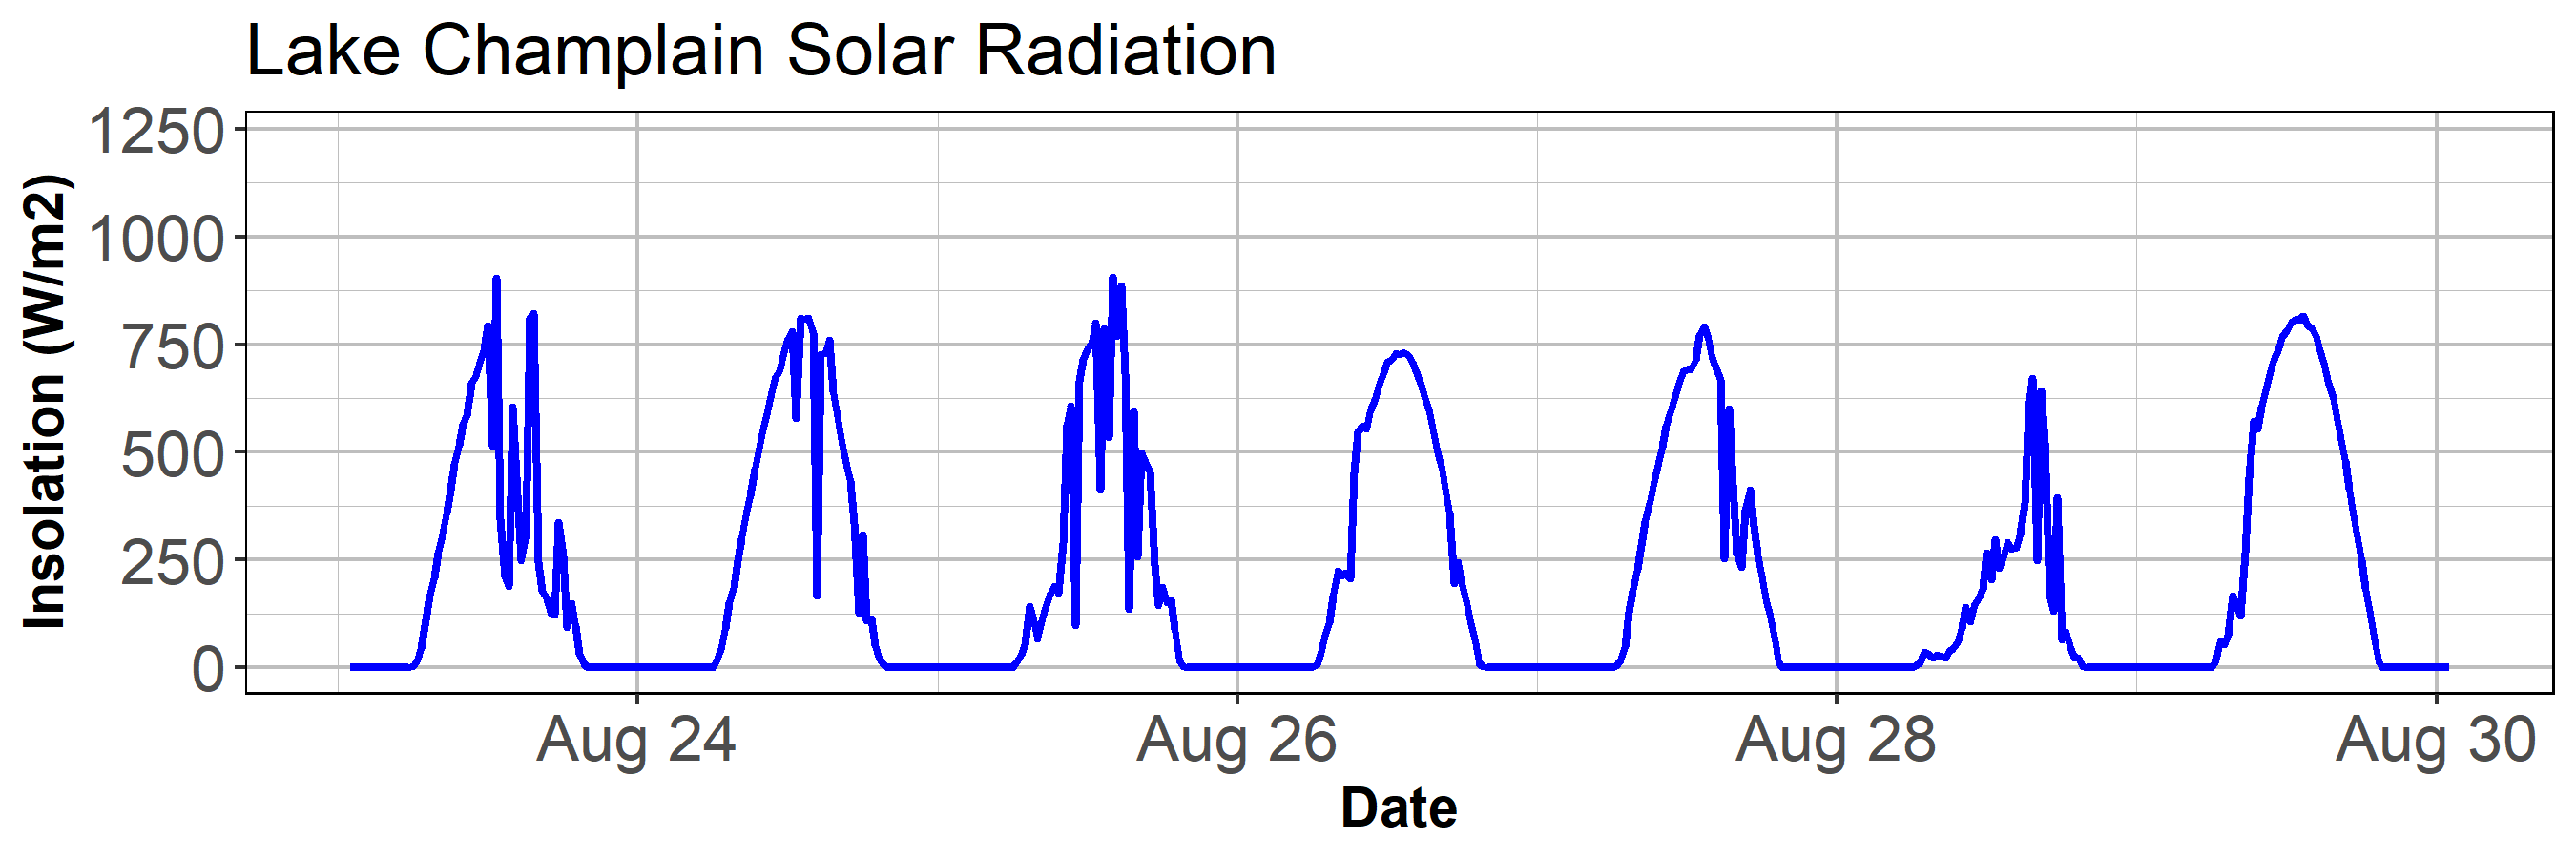 Lake Champlain Solar Radiation
Insolation (W/m2)
1250
1000
750
500
250
0
Aug 24 Aug 26 Aug 28 Aug 30
Date